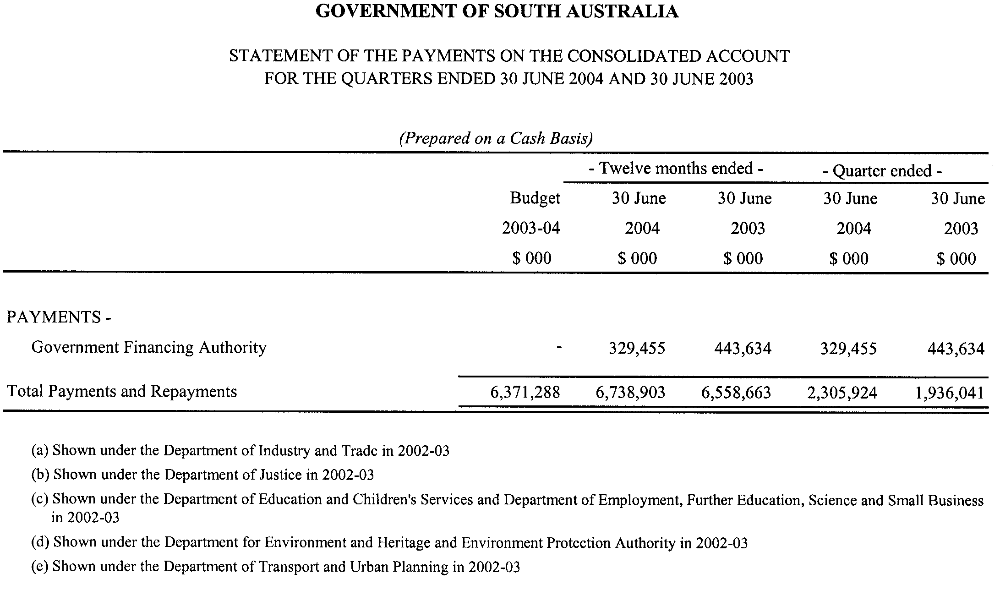 GOVERNMENT OF SOUTH AUSTRALIA
STATEMENT OF THE PAYMENTS ON THE CONSOLIDATED ACCOUNT
FOR THE QUARTERS ENDED 30 JUNE 2004 AND 30 JUNE 2003
(Prepared on a Cash Basis)
- Twelve months ended - - Quarter ended -
Budget 30 June 30 June 30 June 30 June
2003-04 2004 2003 2004 2003
$ 000 $ 000 $ 000 $ 000 $ 000
PAYMENTS -
Government Financing Authority - 329,455 443,634 329,455 443,634
Total Payments and Repayments 6,371,288 6,738,903 6,558,663 2,305,924 1,936,041
(a) Shown under the Department of Industry and Trade in 2002-03
(b) Shown under the Department of Justice in 2002-03
(c) Shown under the Department of Education and Children's Services and Department of Employment, Further Education, Science and Small Business
in 2002-03
(d) Shown under the Department for Environment and Heritage and Environment Protection Authority in 2002-03
(e) Shown under the Department of Transport and Urban Planning in 2002-03